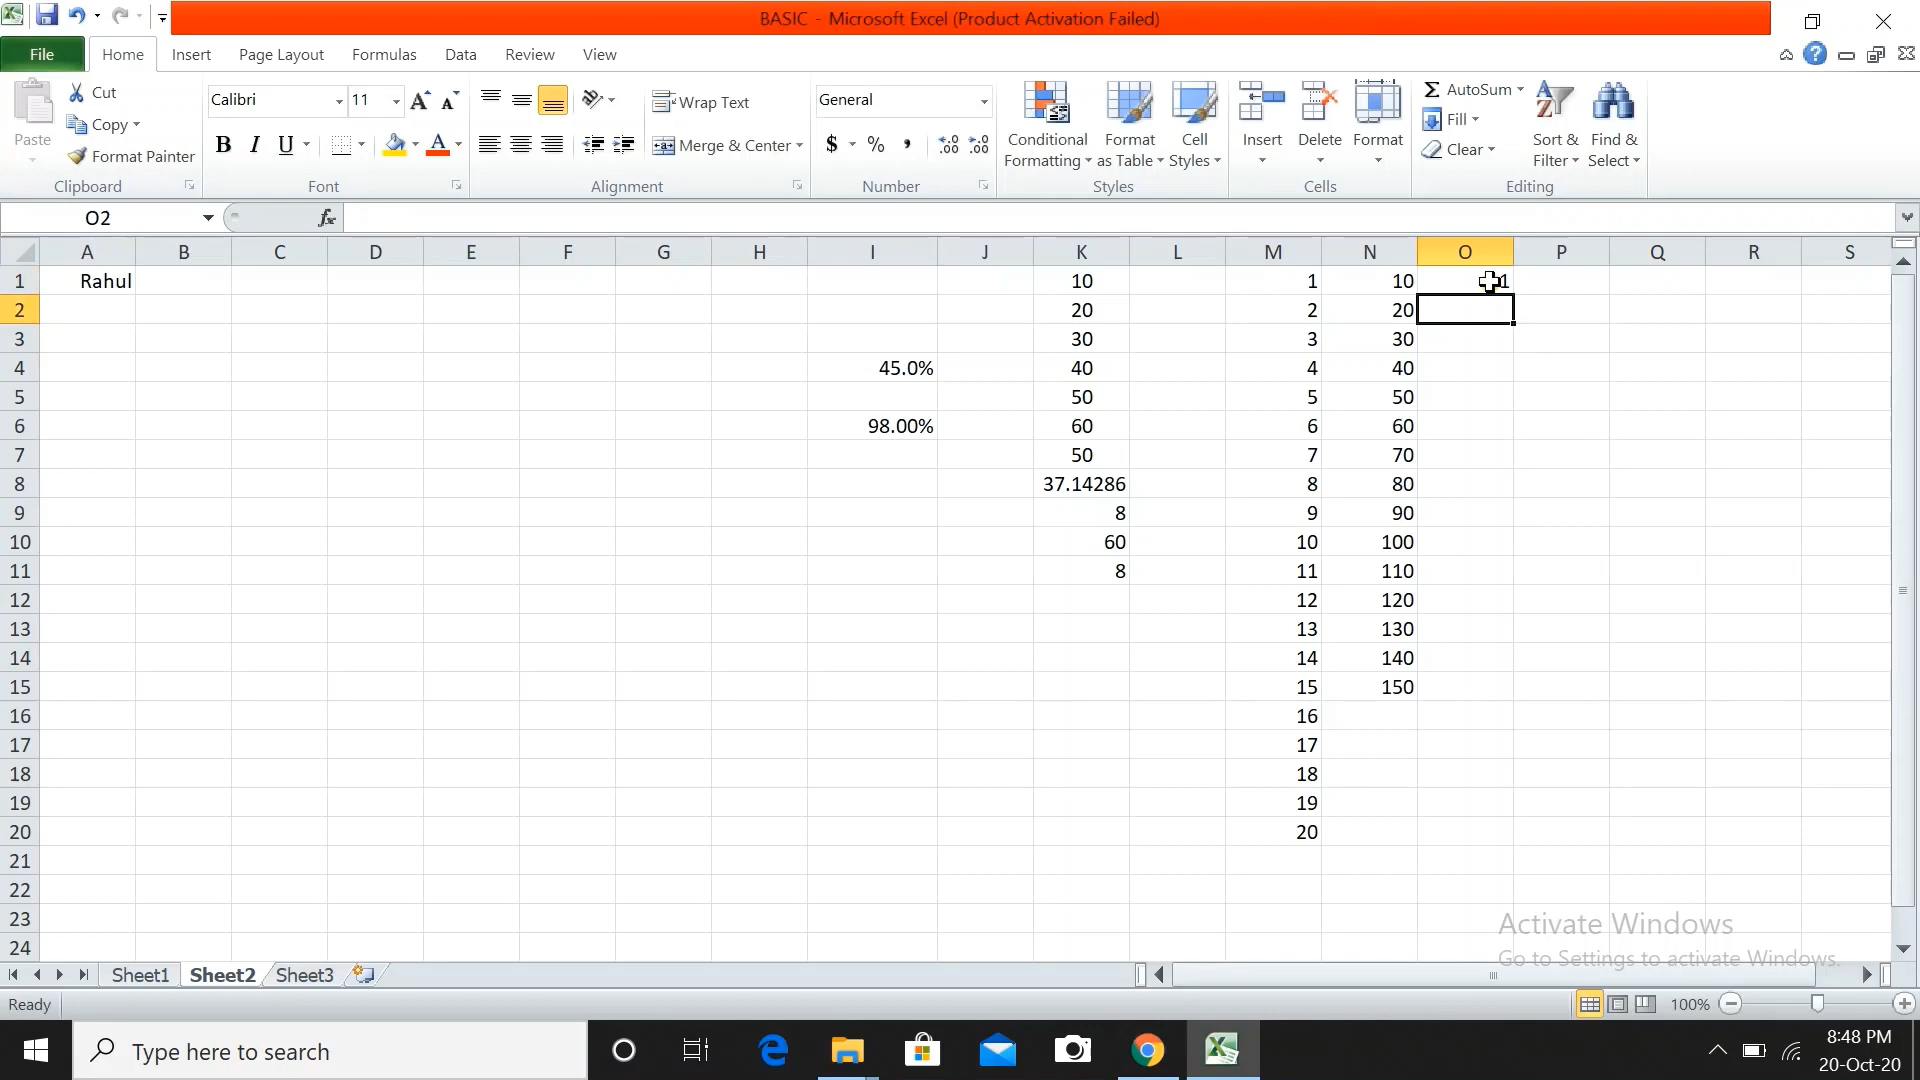 BASIC - Microsoft Excel (Product Activation Failed)
File Home Insert Page Layout Formulas Data Review View
Paste
Cut
Copy
Format Painter
Clipboard
Calibri 11
B I U
Font
Wrap Text
Merge & Center
Alignment
General
$ % ,
Number
Conditional Formatting
Format as Table
Cell Styles
Styles
Insert
Delete
Format
Cells
AutoSum
Fill
Clear
Sort & Filter
Find & Select
Editing
O2 fx
A B C D E F G H I J K L M N O P Q R S
1 Rahul 10 1 10 1
2 20 2 20
3 30 3 30
4 45.0% 40 4 40
5 50 5 50
6 98.00% 60 6 60
7 50 7 70
8 37.14286 8 80
9 8 9 90
10 60 10 100
11 8 11 110
12 12 120
13 13 130
14 14 140
15 15 150
16 16
17 17
18 18
19 19
20 20
21
22
23
24
Activate Windows
Go to Settings to activate Windows.
Sheet1 Sheet2 Sheet3
Ready 100%
Type here to search
8:48 PM
20-Oct-20